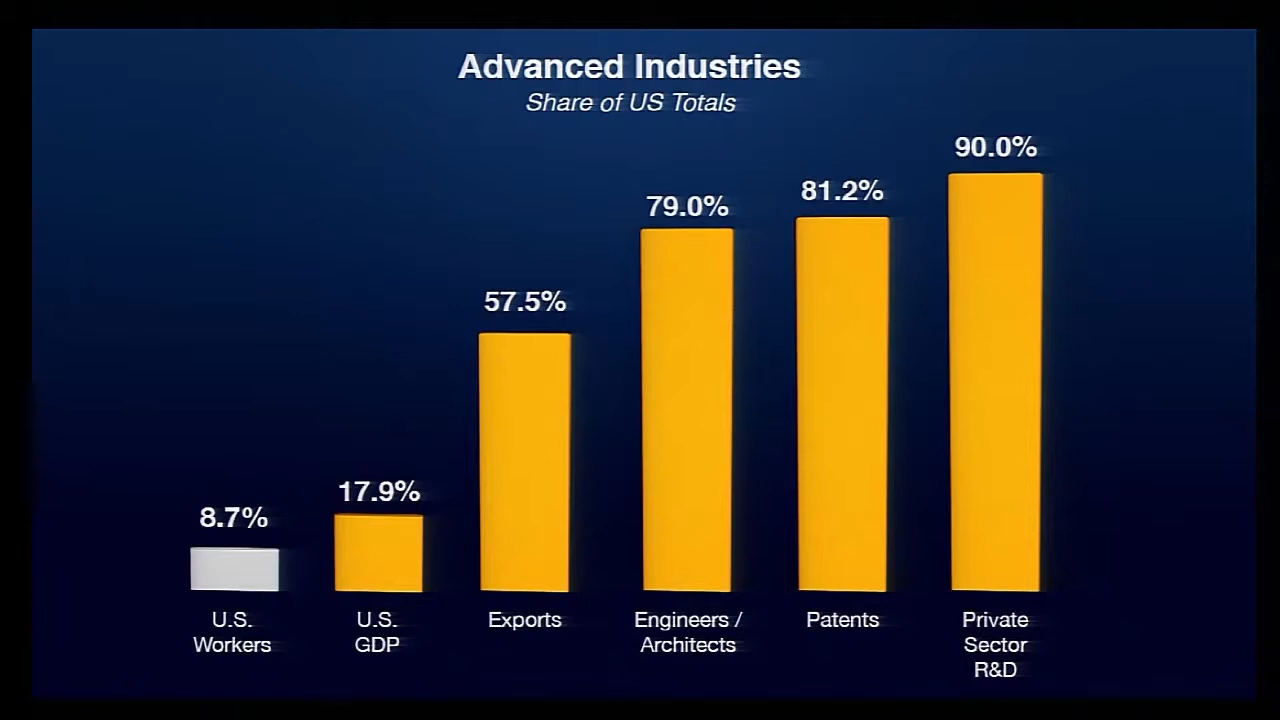 Advanced Industries
Share of US Totals
8.7%
17.9%
57.5%
79.0%
81.2%
90.0%
U.S.
Workers
U.S.
GDP
Exports
Engineers /
Architects
Patents
Private
Sector
R&D